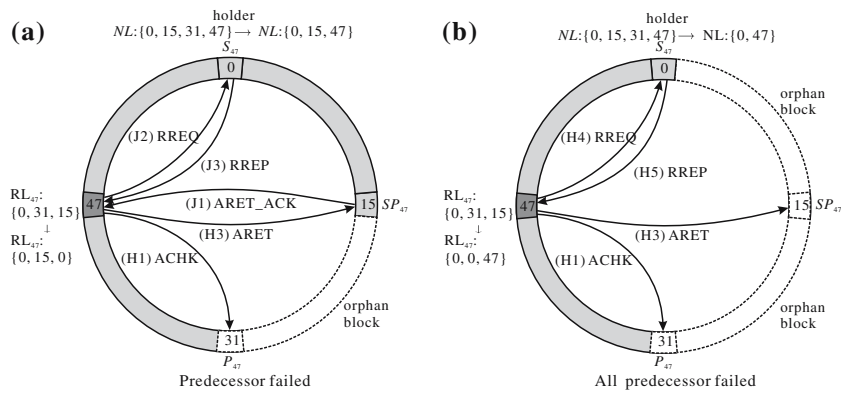 (a)
holder
NL:{0, 15, 31, 47}→ NL:{0, 15, 47}
S47
0
(J2) RREQ
(J3) RREP
(J1) ARET_ACK
(H3) ARET
(H1) ACHK
47
15
SP47
RL47:
{0, 31, 15}
↓
RL47:
{0, 15, 0}
orphan
block
31
P47
Predecessor failed
(b)
holder
NL:{0, 15, 31, 47}→ NL:{0, 47}
S47
0
orphan
block
(H4) RREQ
(H5) RREP
(H3) ARET
(H1) ACHK
47
15
SP47
RL47:
{0, 31, 15}
↓
RL47:
{0, 0, 47}
orphan
block
31
P47
All predecessor failed